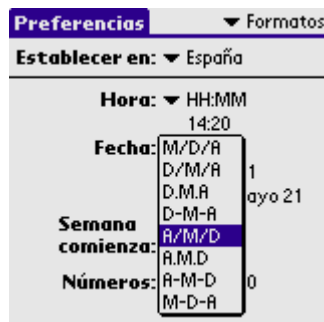 Preferencias ▼ Formatos
Establecer en: ▼ España
Hora: ▼ HH:MM
14:20
Fecha: M/D/A
D/M/A 1
D.M.A ayo 21
D-M-A
Semana A/M/D
comienza: A.M.D
Números: A-M-D 0
M-D-A